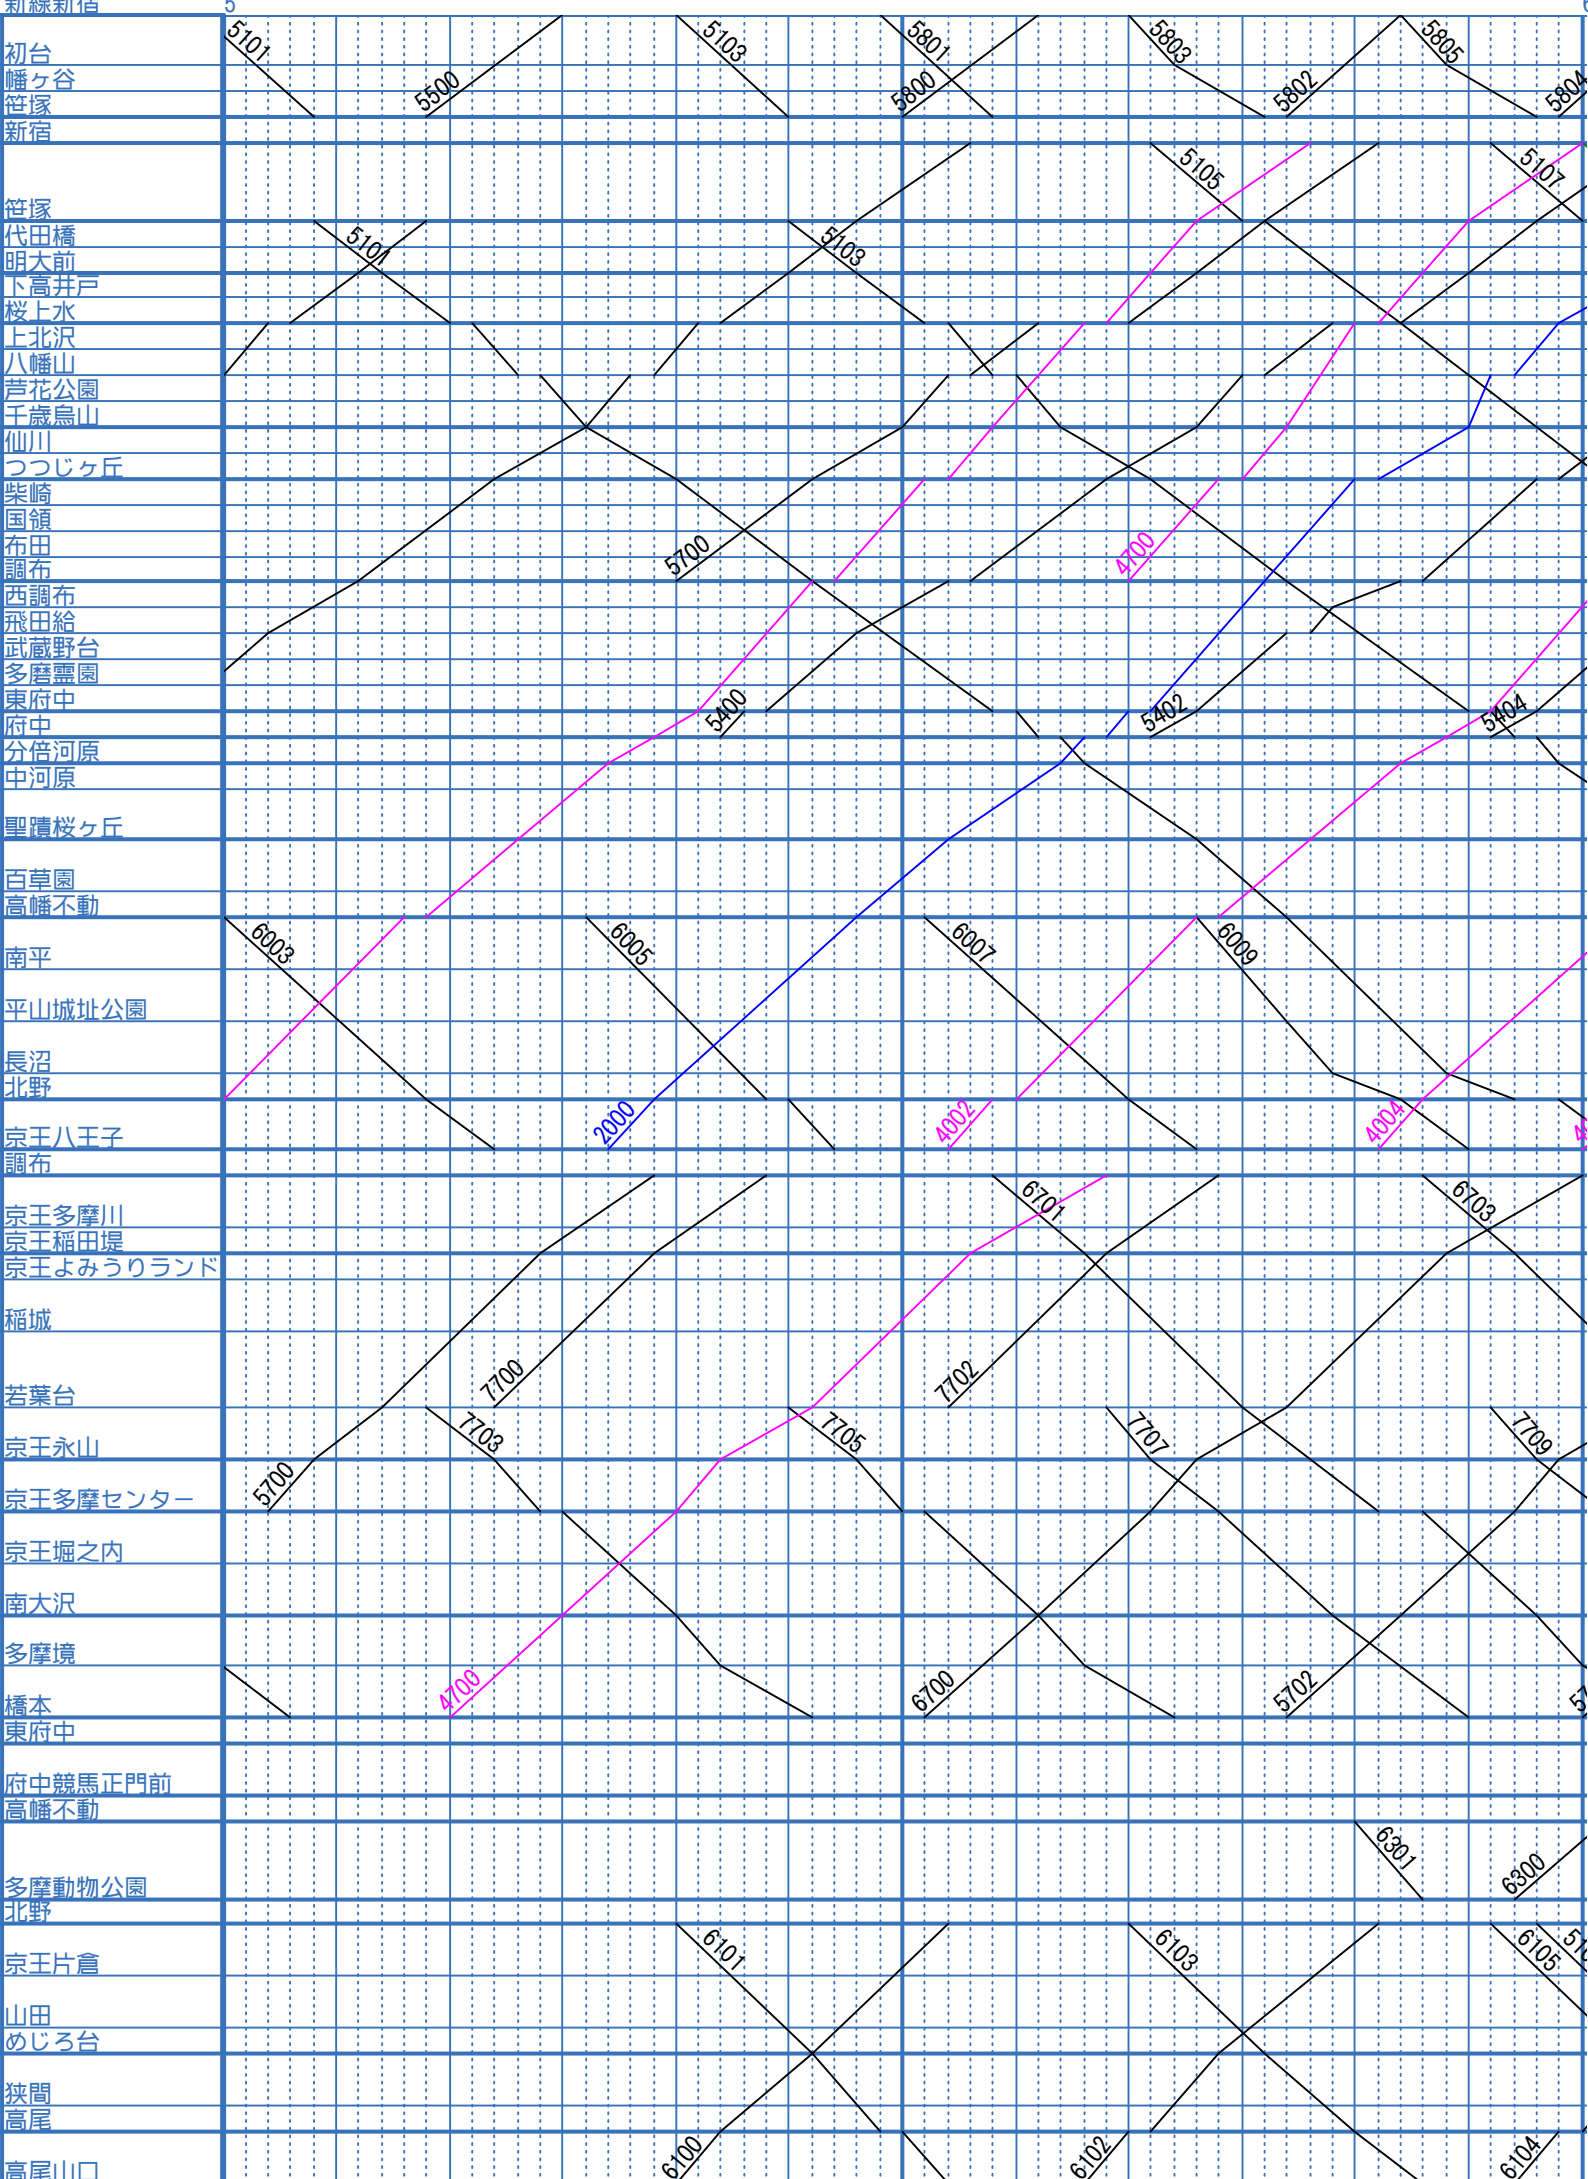 新線新宿 5
初台 5101 5103 5801 5803 5805
幡ヶ谷 5500 5800 5802 5804
笹塚
新宿
笹塚 5105 5107
代田橋 5101 5103
明大前
下高井戸
桜上水
上北沢
八幡山
芦花公園
千歳烏山
仙川
つつじヶ丘
柴崎
国領
布田 5700 4700
調布
西調布
飛田給
武蔵野台
多磨霊園
東府中 5400 5402 5404
府中
分倍河原
中河原
聖蹟桜ヶ丘
百草園
高幡不動
南平 6003 6005 6007 6009
平山城址公園
長沼
北野
京王八王子 2000 4002 4004
調布
京王多摩川 6701 6703
京王稲田堤
京王よみうりランド
稲城
若葉台 7700 7702
京王永山 7703 7705 7707 7709
京王多摩センター 5700
京王堀之内
南大沢
多摩境
橋本 4700 6700 5702
東府中
府中競馬正門前
高幡不動
多摩動物公園 6301 6300
北野
京王片倉 6101 6103 6105
山田
めじろ台
狭間
高尾
高尾山口 6100 6102 6104